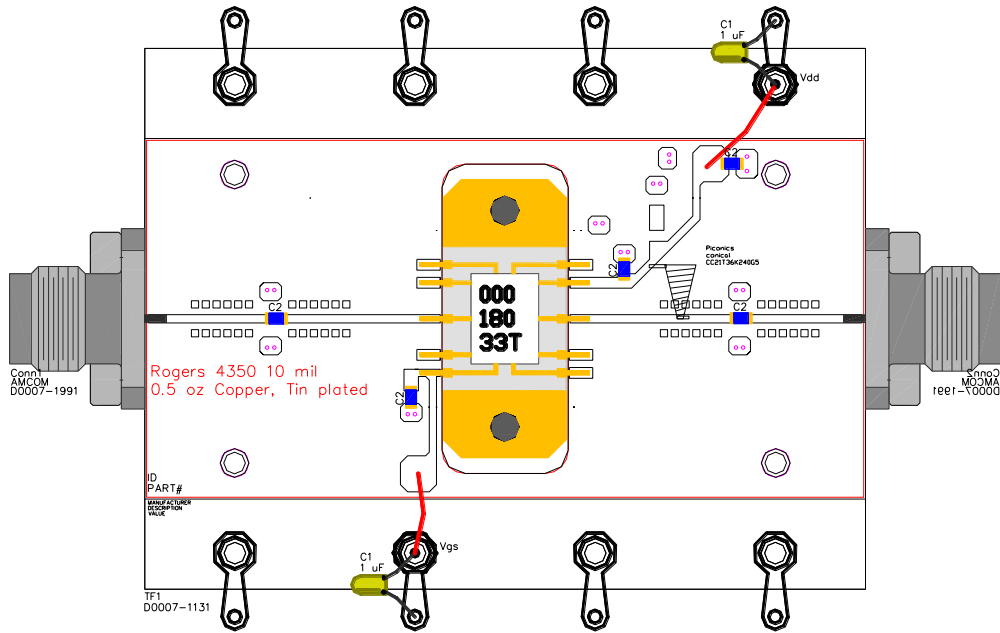 C1
1 uF
Vdd
C2
Piconics
conical
CC21T36K240G5
C2
000
180
33T
C2
C2
Rogers 4350 10 mil
0.5 oz Copper, Tin plated
Conn1
AMCOM
D0007-1991
Conn2
AMCOM
D0007-1991
C2
ID
PART#
MANUFACTURER
DESCRIPTION
VALUE
Vgs
C1
1 uF
TF1
D0007-1131